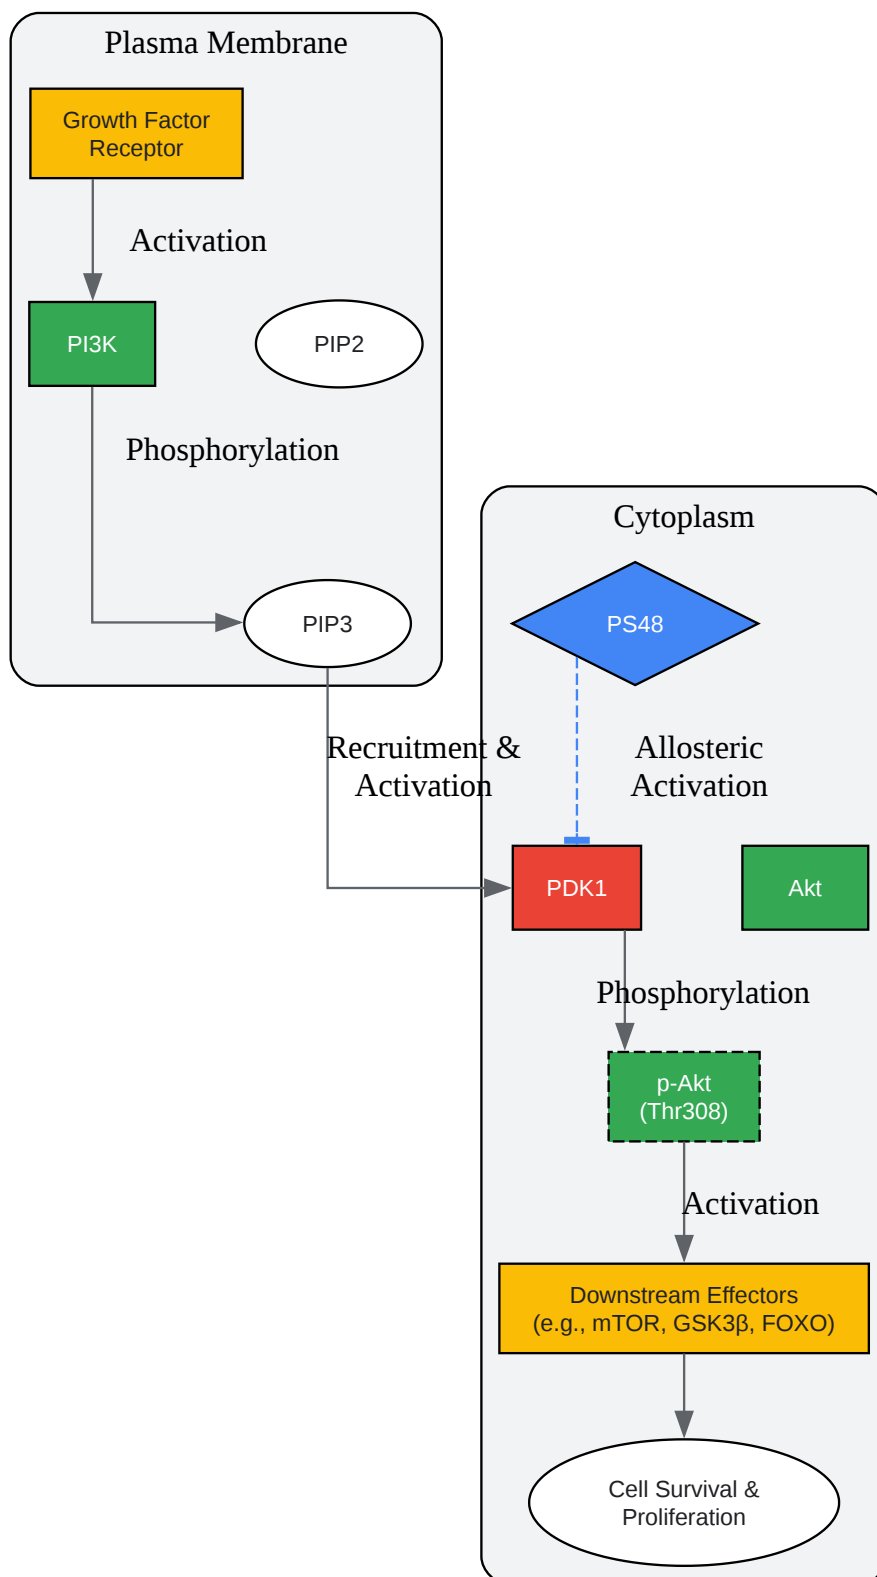 Plasma Membrane
Growth Factor
Receptor
Activation
PI3K
PIP2
Phosphorylation
PIP3
Cytoplasm
PS48
Recruitment &
Activation
Allosteric
Activation
PDK1
Akt
Phosphorylation
p-Akt
(Thr308)
Activation
Downstream Effectors
(e.g., mTOR, GSK3β, FOXO)
Cell Survival &
Proliferation